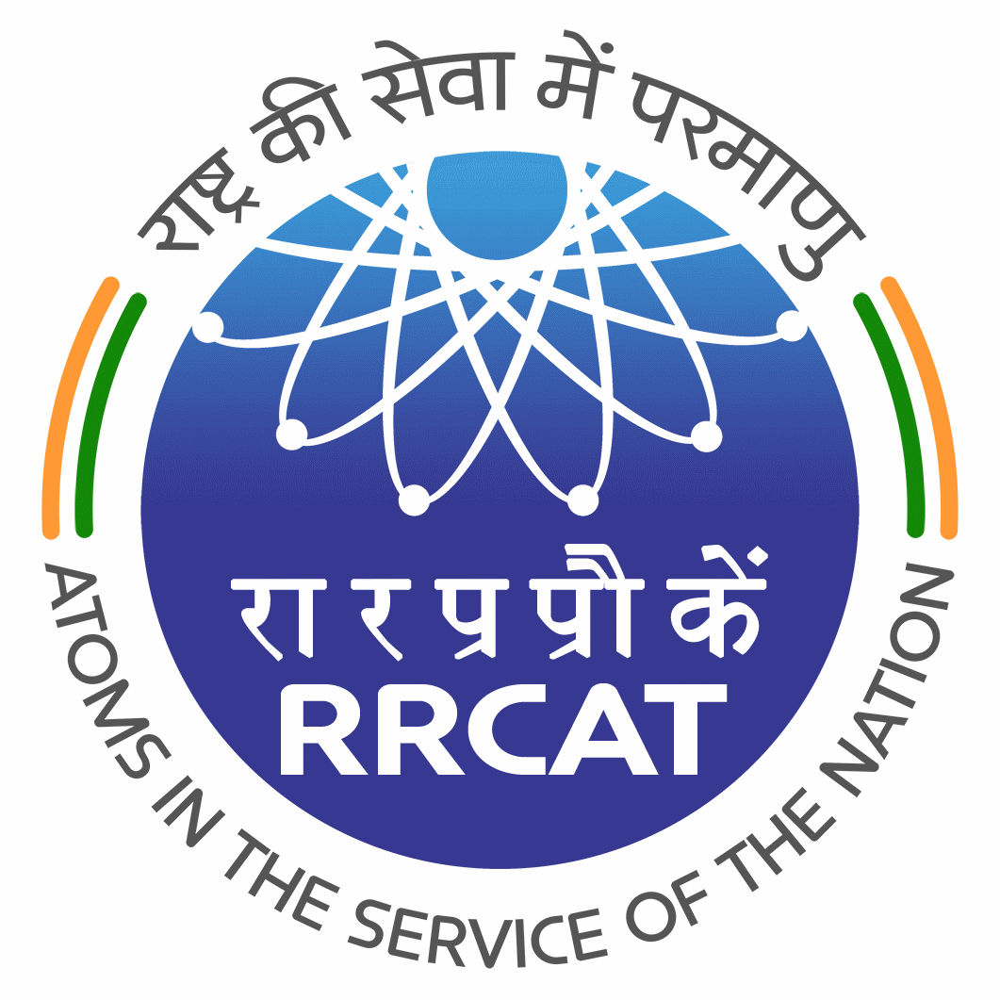 राष्ट्र की सेवा में परमाणु
रा र प्र प्रौ कें
RRCAT
ATOMS IN THE SERVICE OF THE NATION